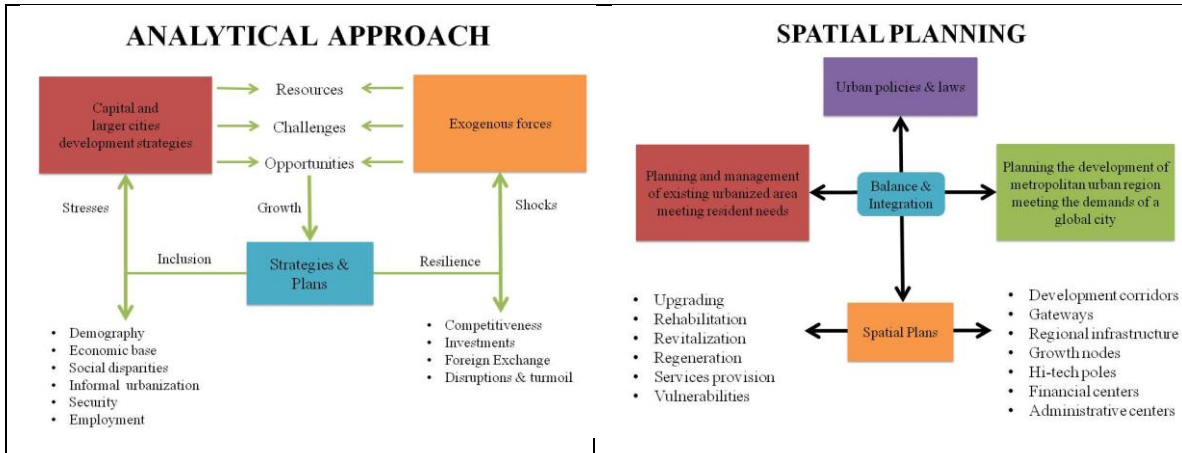 ANALYTICAL APPROACH
Capital and
larger cities
development strategies
Resources
Challenges
Opportunities
Exogenous forces
Stresses
Growth
Shocks
Inclusion
Strategies &
Plans
Resilience
• Demography
• Economic base
• Social disparities
• Informal urbanization
• Security
• Employment
• Competitiveness
• Investments
• Foreign Exchange
• Disruptions & turmoil
SPATIAL PLANNING
Urban policies & laws
Planning and management
of existing urbanized area
meeting resident needs
Balance &
Integration
Planning the development of
metropolitan urban region
meeting the demands of a
global city
• Upgrading
• Rehabilitation
• Revitalization
• Regeneration
• Services provision
• Vulnerabilities
Spatial Plans
• Development corridors
• Gateways
• Regional infrastructure
• Growth nodes
• Hi-tech poles
• Financial centers
• Administrative centers